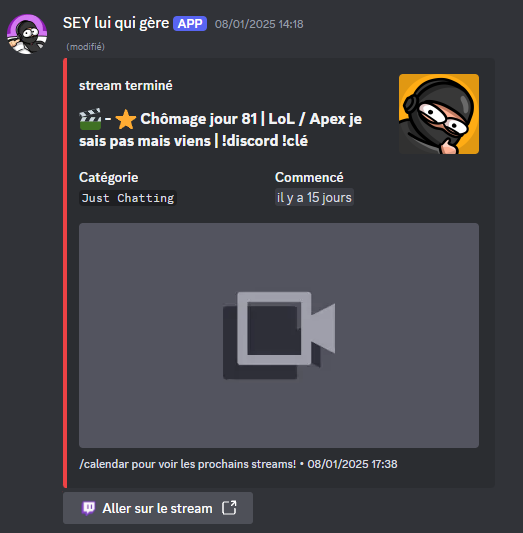 SEY lui qui gère APP 08/01/2025 14:18
(modifié)
stream terminé
🎬 - ⭐ Chômage jour 81 | LoL / Apex je
sais pas mais viens | !discord !clé
Catégorie Commencé
Just Chatting il y a 15 jours
/calendar pour voir les prochains streams! • 08/01/2025 17:38
Aller sur le stream